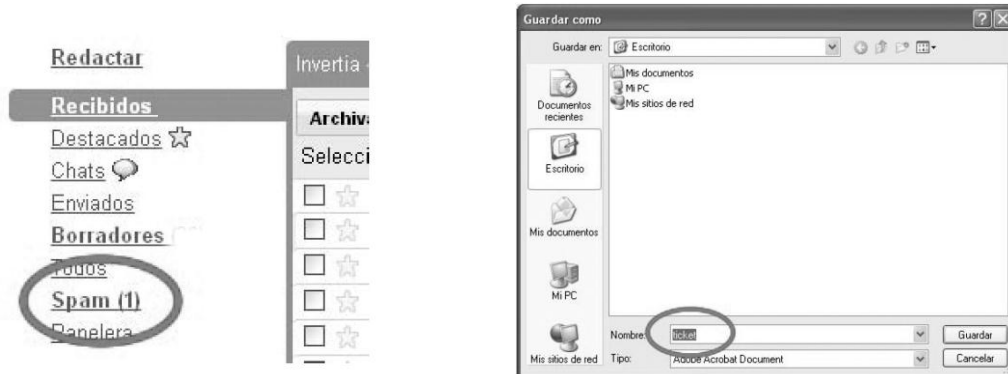 Redactar
Invertia
Recibidos
Archiva
Destacados
Selecci
Chats
Enviados
Borradores
Todos
Spam (1)
Papelera
Guardar como
Guardar en:
Escritorio
Mis documentos
Mi PC
Mis sitios de red
Documentos recientes
Escritorio
Mis documentos
Mi PC
Mis sitios de red
Nombre:
ticket
Guardar
Tipo:
Adobe Acrobat Document
Cancelar